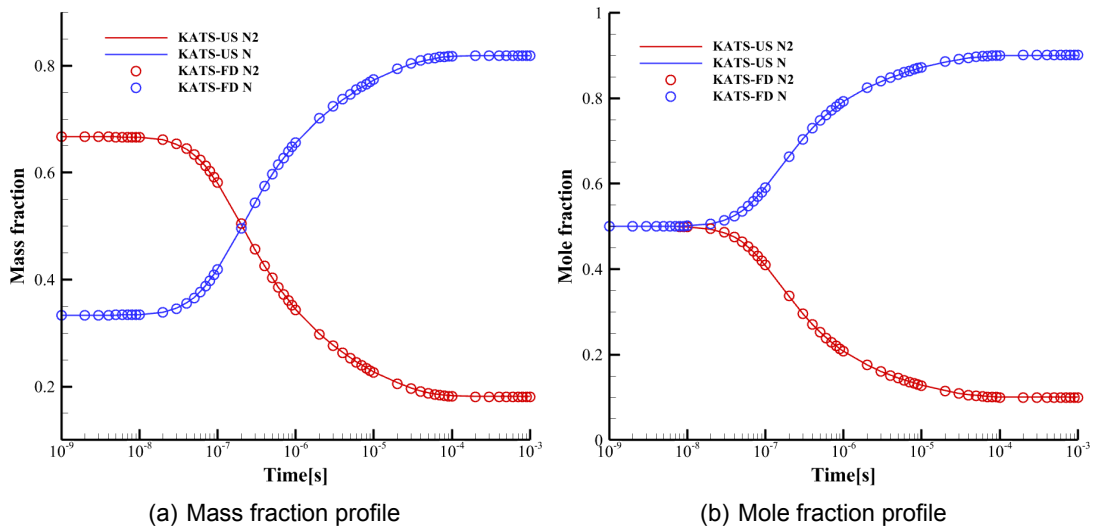 KATS-US N2
KATS-US N
KATS-FD N2
KATS-FD N
0.8
0.6
0.4
0.2
Mass fraction
10-9
10-8
10-7
10-6
10-5
10-4
10-3
Time[s]
(a) Mass fraction profile
KATS-US N2
KATS-US N
KATS-FD N2
KATS-FD N
1
0.8
0.6
0.4
0.2
0
Mole fraction
10-9
10-8
10-7
10-6
10-5
10-4
10-3
Time[s]
(b) Mole fraction profile